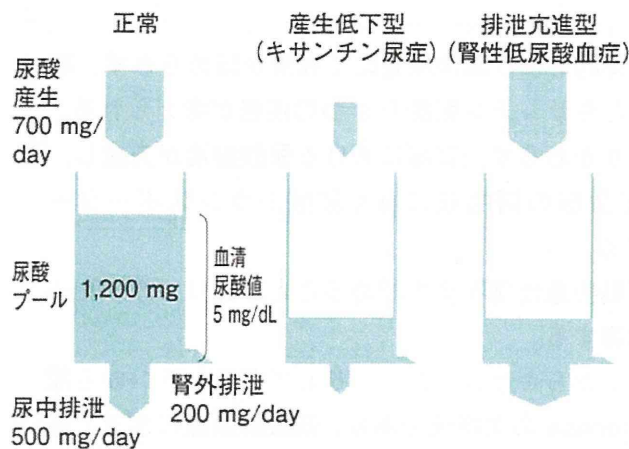 正常
産生低下型
(キサンチン尿症)
排泄亢進型
(腎性低尿酸血症)
尿酸
産生
700 mg/
day
尿酸
プール
1,200 mg
血清
尿酸値
5 mg/dL
腎外排泄
200 mg/day
尿中排泄
500 mg/day